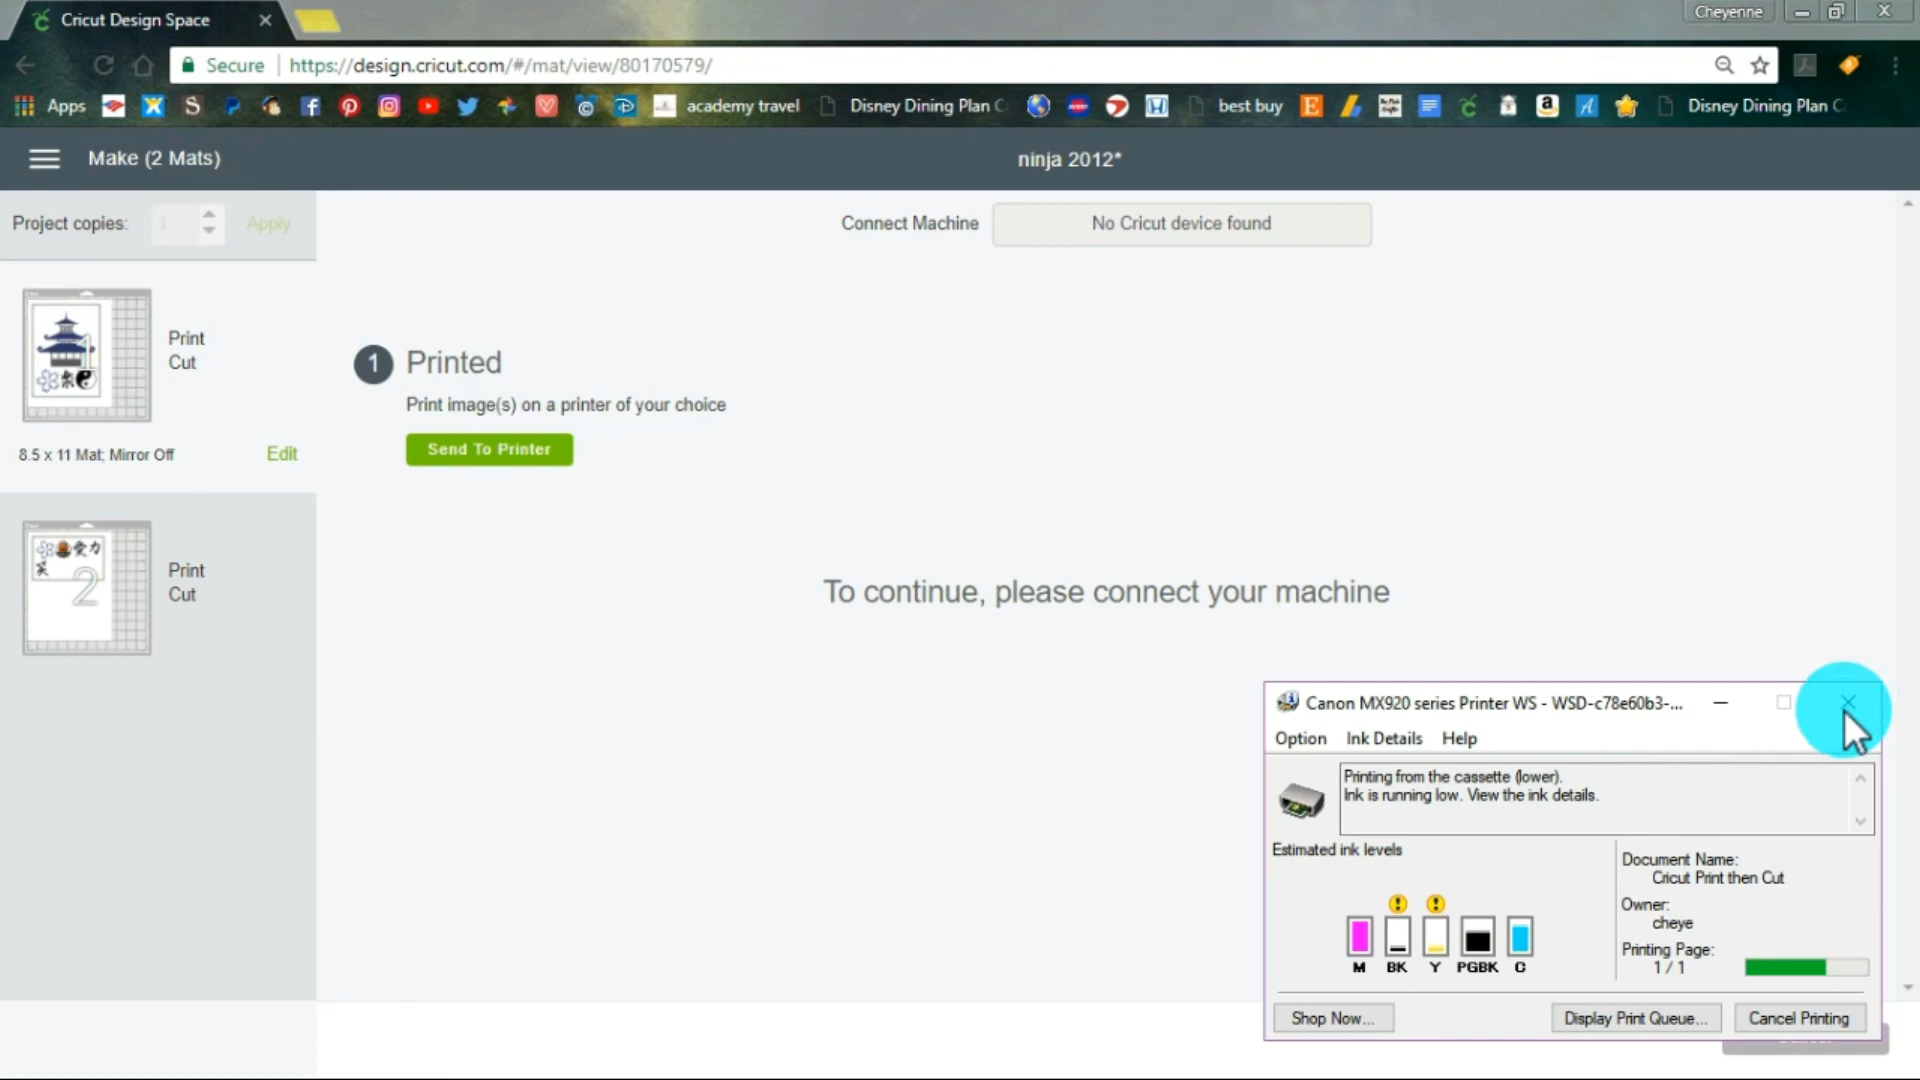 Cricut Design Space
Cheyenne
Secure
https://design.cricut.com/#/mat/view/80170579/
Apps
academy travel
Disney Dining Plan C
best buy
Disney Dining Plan C
Make (2 Mats)
ninja 2012*
Project copies:
1
Apply
Connect Machine
No Cricut device found
Print
Cut
8.5 x 11 Mat; Mirror Off
Edit
Print
Cut
愛力
笑
2
1
Printed
Print image(s) on a printer of your choice
Send To Printer
To continue, please connect your machine
Canon MX920 series Printer WS - WSD-c78e60b3-...
Option
Ink Details
Help
Printing from the cassette (lower).
Ink is running low. View the ink details.
Estimated ink levels
M
BK
Y
PGBK
C
Document Name:
Cricut Print then Cut
Owner:
cheye
Printing Page:
1 / 1
Shop Now...
Display Print Queue...
Cancel Printing